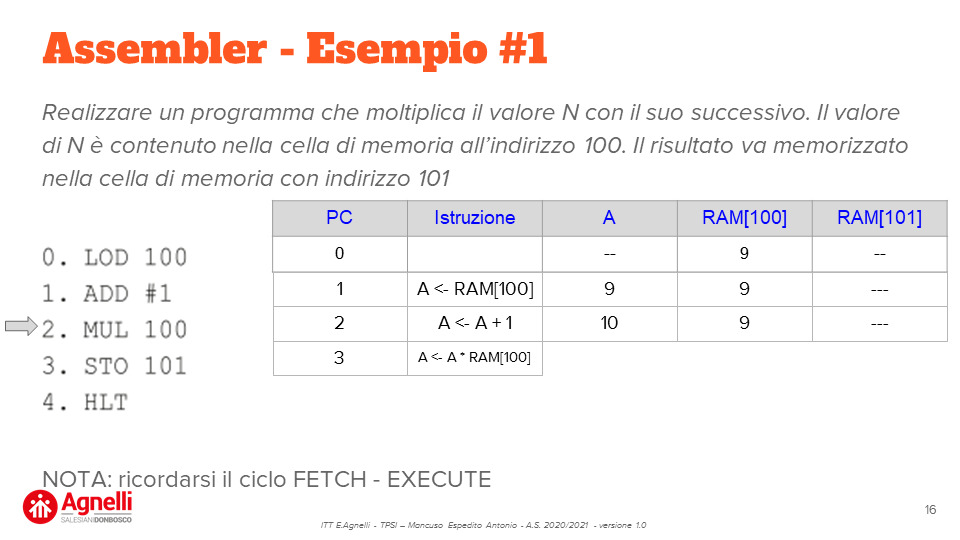 Assembler - Esempio #1
Realizzare un programma che moltiplica il valore N con il suo successivo. Il valore
di N è contenuto nella cella di memoria all’indirizzo 100. Il risultato va memorizzato
nella cella di memoria con indirizzo 101
0. LOD 100
1. ADD #1
2. MUL 100
3. STO 101
4. HLT
PC Istruzione A RAM[100] RAM[101]
0 -- 9 --
1 A <- RAM[100] 9 9 ---
2 A <- A + 1 10 9 ---
3 A <- A * RAM[100]
NOTA: ricordarsi il ciclo FETCH - EXECUTE
Agnelli
SALESIANI DONBOSCO
ITT E.Agnelli - TPSI – Mancuso Espedito Antonio - A.S. 2020/2021 - versione 1.0
16